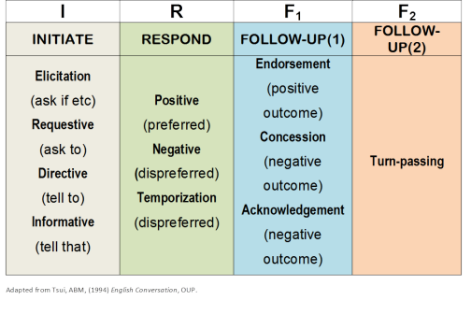 I
R
F1
F2
INITIATE
RESPOND
FOLLOW-UP(1)
FOLLOW-
UP(2)
Elicitation
(ask if etc)
Requestive
(ask to)
Directive
(tell to)
Informative
(tell that)
Positive
(preferred)
Negative
(dispreferred)
Temporization
(dispreferred)
Endorsement
(positive
outcome)
Concession
(negative
outcome)
Acknowledgement
(negative
outcome)
Turn-passing
Adapted from Tsui, ABM, (1994) English Conversation, OUP.